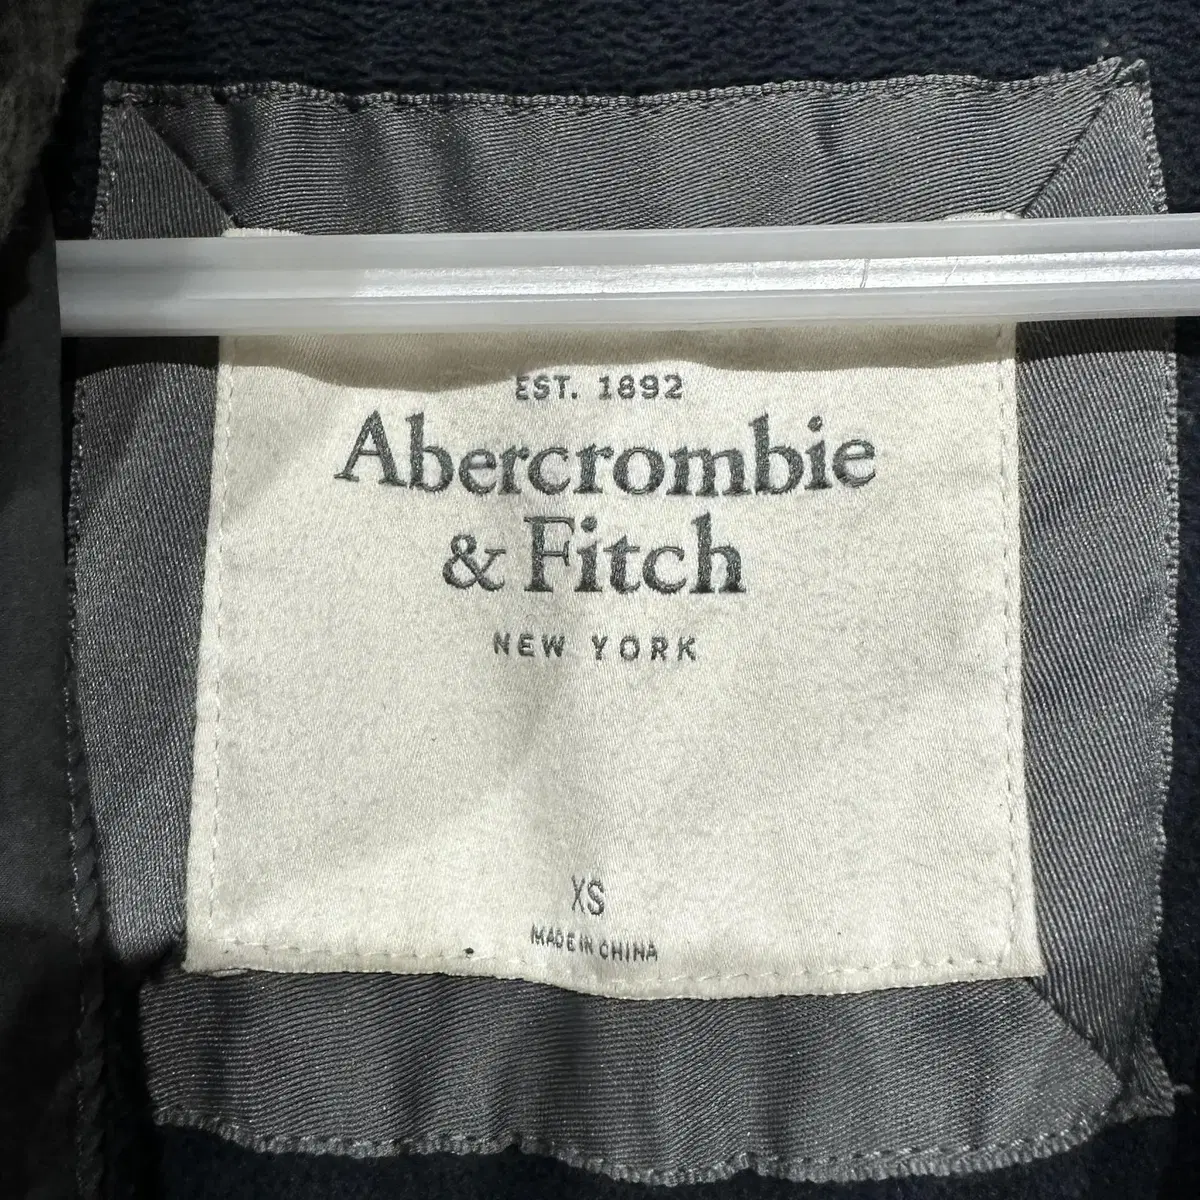 EST. 1892
Abercrombie
& Fitch
NEW YORK
XS
MADE IN CHINA